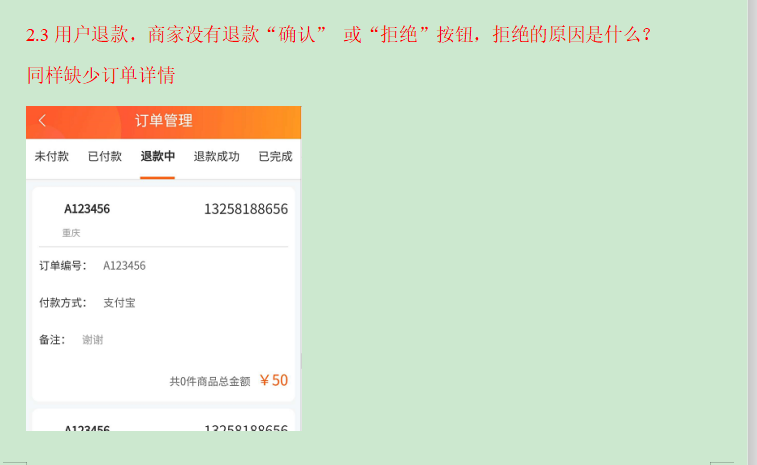 2.3 用户退款，商家没有退款“确认” 或“拒绝”按钮，拒绝的原因是什么？
同样缺少订单详情
订单管理
未付款 已付款 退款中 退款成功 已完成
A123456 13258188656
重庆
订单编号： A123456
付款方式： 支付宝
备注： 谢谢
共0件商品总金额 ￥50
A123456 13258188656